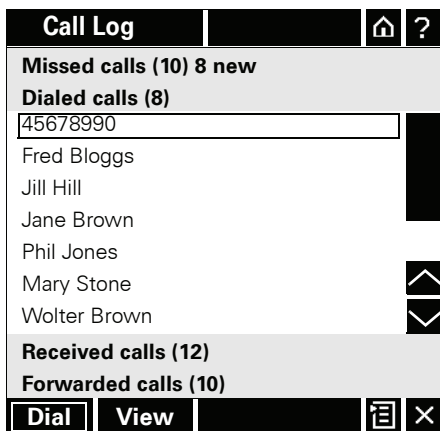 Call Log ?
Missed calls (10) 8 new
Dialed calls (8)
45678990
Fred Bloggs
Jill Hill
Jane Brown
Phil Jones
Mary Stone
Wolter Brown
Received calls (12)
Forwarded calls (10)
Dial View